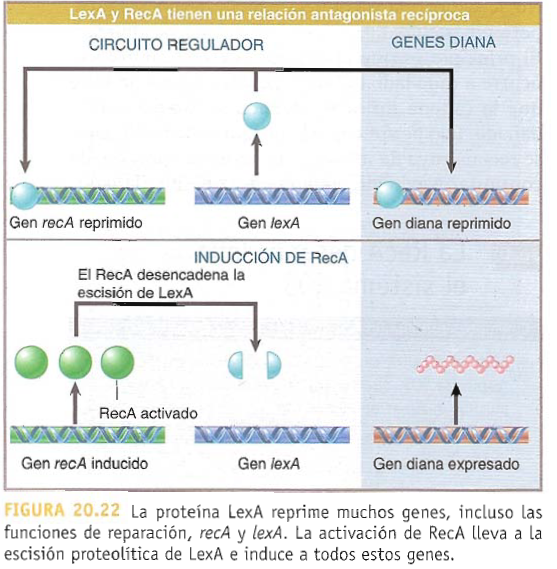 LexA y RecA tienen una relación antagonista recíproca
CIRCUITO REGULADOR
GENES DIANA
Gen recA reprimido
Gen lexA
Gen diana reprimido
INDUCCIÓN DE RecA
El RecA desencadena la
escisión de LexA
RecA activado
Gen recA inducido
Gen lexA
Gen diana expresado
FIGURA 20.22 La proteína LexA reprime muchos genes, incluso las
funciones de reparación, recA y lexA. La activación de RecA lleva a la
escisión proteolítica de LexA e induce a todos estos genes.